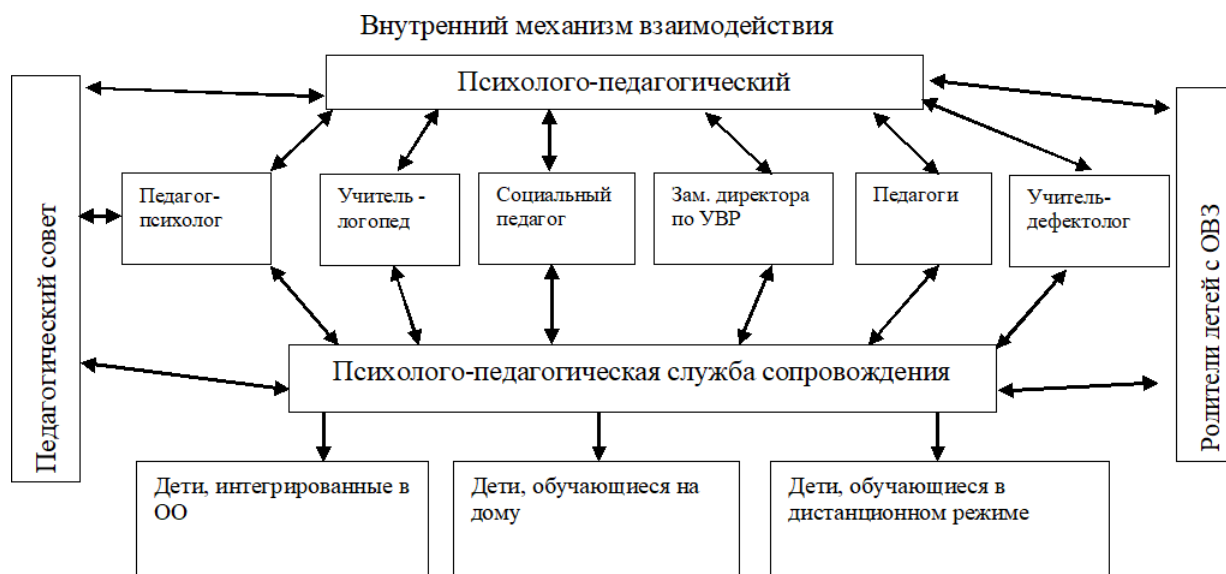 Внутренний механизм взаимодействия
Психолого-педагогический
Педагогический совет
Педагог-
психолог
Учитель -
логопед
Социальный
педагог
Зам. директора
по УВР
Педагоги
Учитель-
дефектолог
Родители детей с ОВЗ
Психолого-педагогическая служба сопровождения
Дети, интегрированные в
ОО
Дети, обучающиеся на
дому
Дети, обучающиеся в
дистанционном режиме